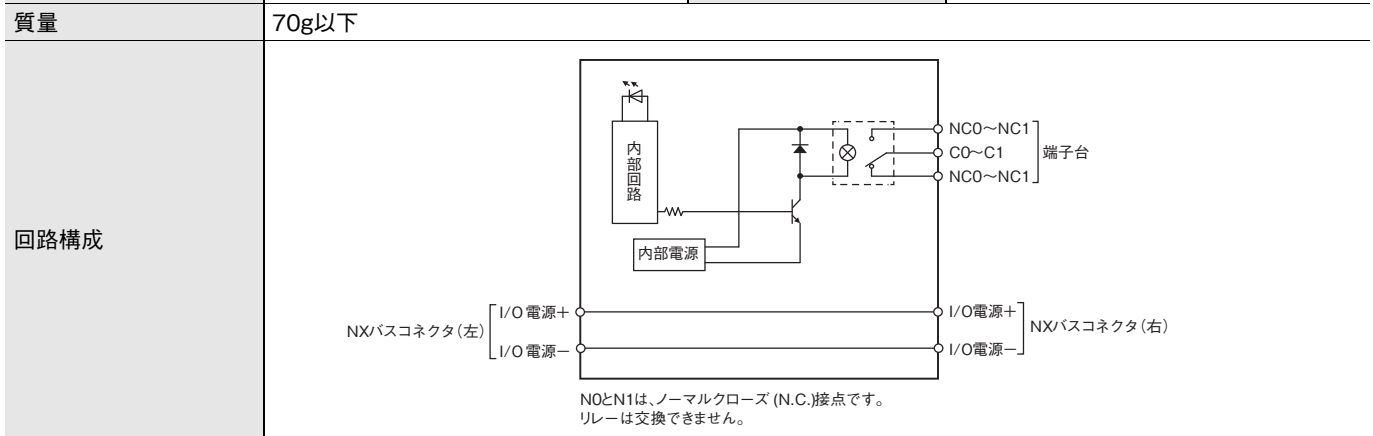 質量
70g以下
回路構成
内部回路
内部電源
NC0～NC1
C0～C1
NC0～NC1
端子台
NXバスコネクタ(左)
I/O電源＋
I/O電源－
I/O電源＋
I/O電源－
NXバスコネクタ(右)
N0とN1は、ノーマルクローズ (N.C.)接点です。
リレーは交換できません。